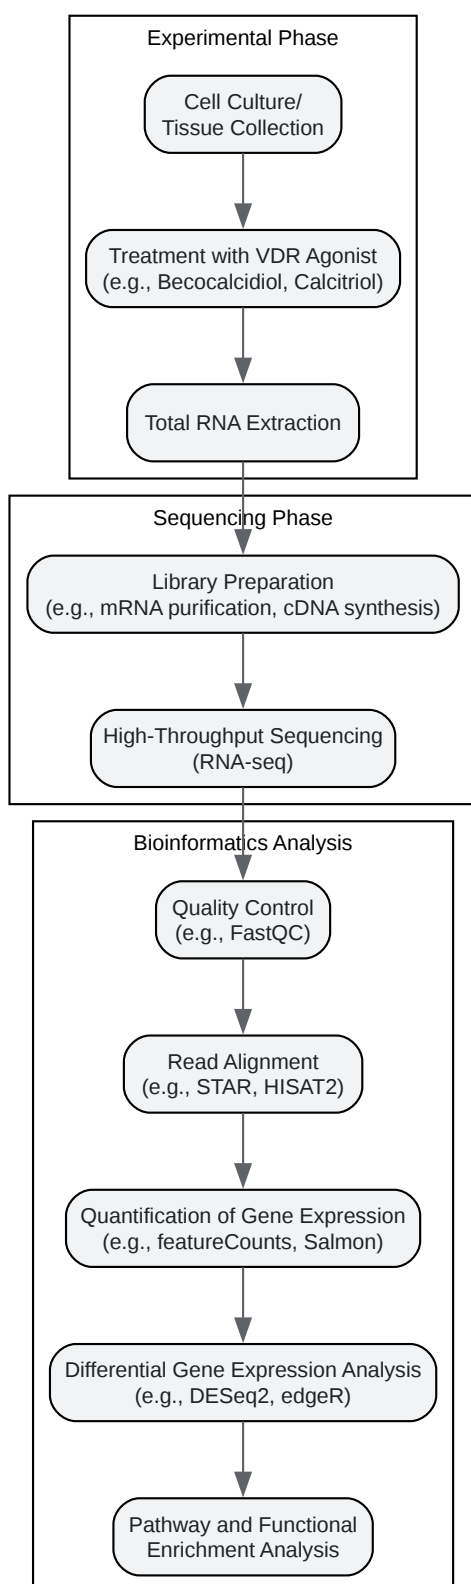 Experimental Phase
Cell Culture/
Tissue Collection
Treatment with VDR Agonist
(e.g., Becocalcidiol, Calcitriol)
Total RNA Extraction
Sequencing Phase
Library Preparation
(e.g., mRNA purification, cDNA synthesis)
High-Throughput Sequencing
(RNA-seq)
Bioinformatics Analysis
Quality Control
(e.g., FastQC)
Read Alignment
(e.g., STAR, HISAT2)
Quantification of Gene Expression
(e.g., featureCounts, Salmon)
Differential Gene Expression Analysis
(e.g., DESeq2, edgeR)
Pathway and Functional
Enrichment Analysis